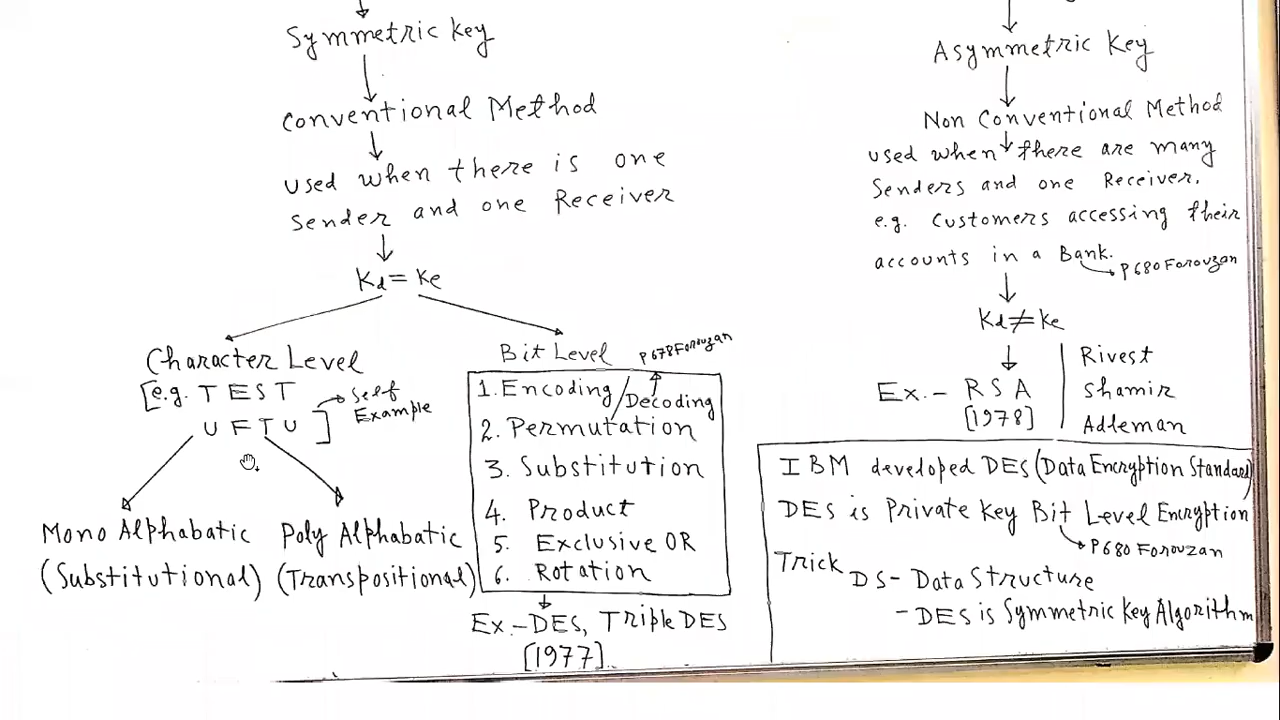 Symmetric Key
Conventional Method
used when there is one
sender and one Receiver
Kd = Ke
Character Level
[e.g. T E S T
U F T U ]
Self
Example
Mono Alphabatic
(Substitutional)
Poly Alphabatic
(Transpositional)
Bit Level
P 678 Forouzan
1. Encoding/Decoding
2. Permutation
3. Substitution
4. Product
5. Exclusive OR
6. Rotation
Ex.- DES, Triple DES
[1977]
Asymmetric Key
Non Conventional Method
used when there are many
Senders and one Receiver.
e.g. Customers accessing their
accounts in a Bank.
P 680 Forouzan
Kd ≠ Ke
Ex.- R S A
[1978]
Rivest
Shamir
Adleman
IBM developed DES (Data Encryption Standard)
DES is Private Key Bit Level Enryption
P 680 Forouzan
Trick
DS- Data Structure
- DES is Symmetric Key Algorithm